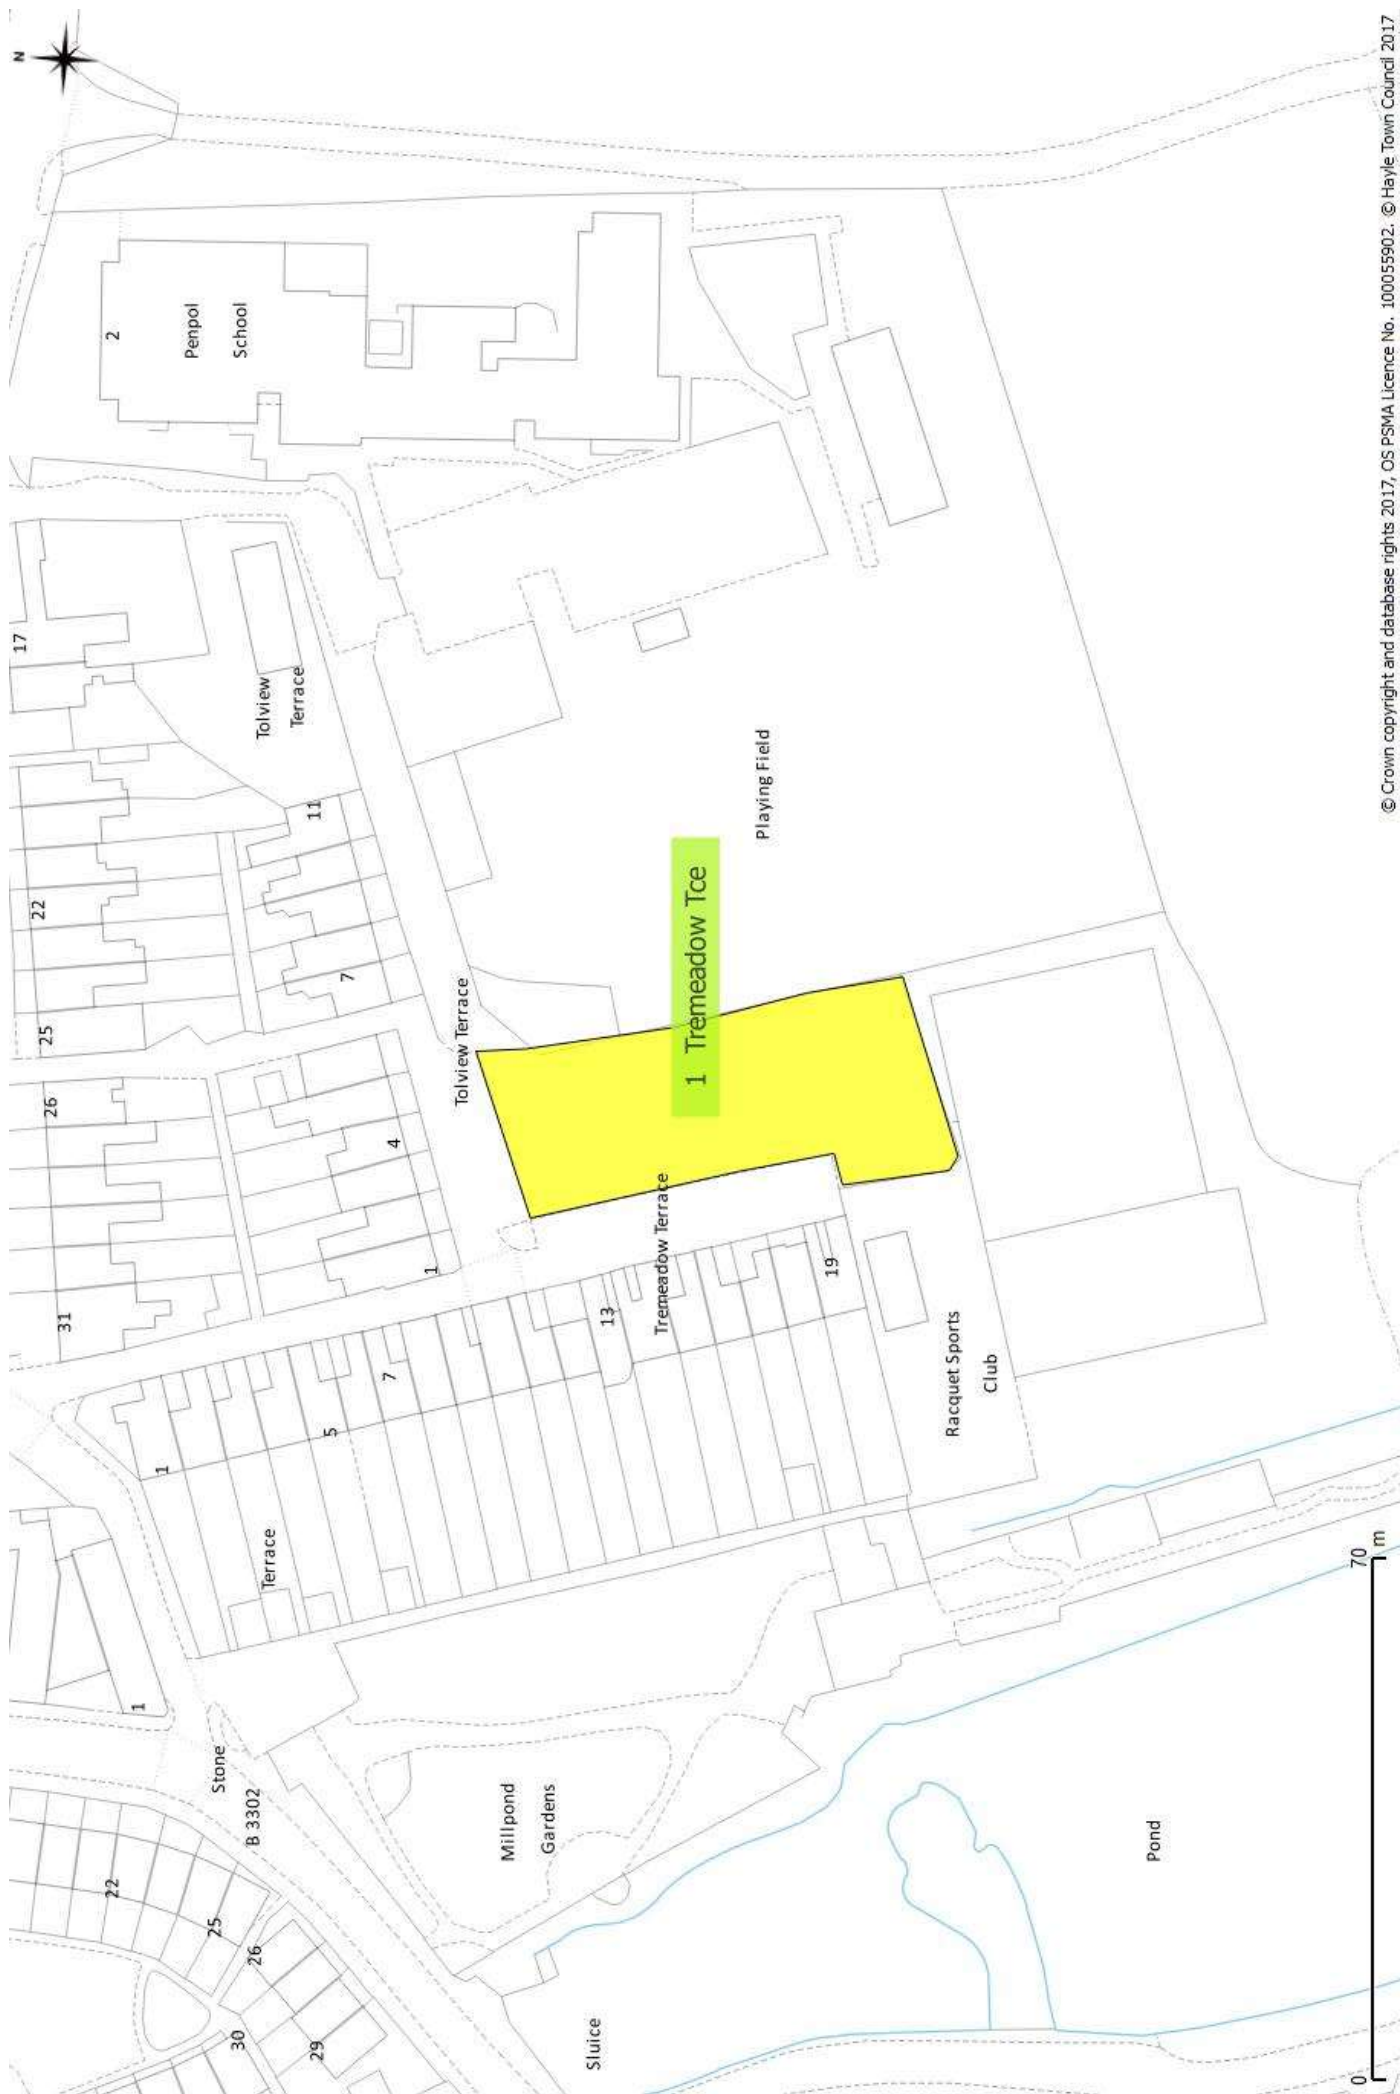 N
2
Penpol
School
17
Tolview
Terrace
11
22
25
7
Tolview Terrace
26
4
31
1
Playing Field
1 Tremeadow Tce
Tremeadow Terrace
13
19
7
5
1
Terrace
Racquet Sports
Club
1
Stone
B 3302
22
25
26
30
29
Millpond
Gardens
Sluice
Pond
0
70
m
© Crown copyright and database rights 2017, OS PSMA Licence No. 100055902. © Hayle Town Council 2017